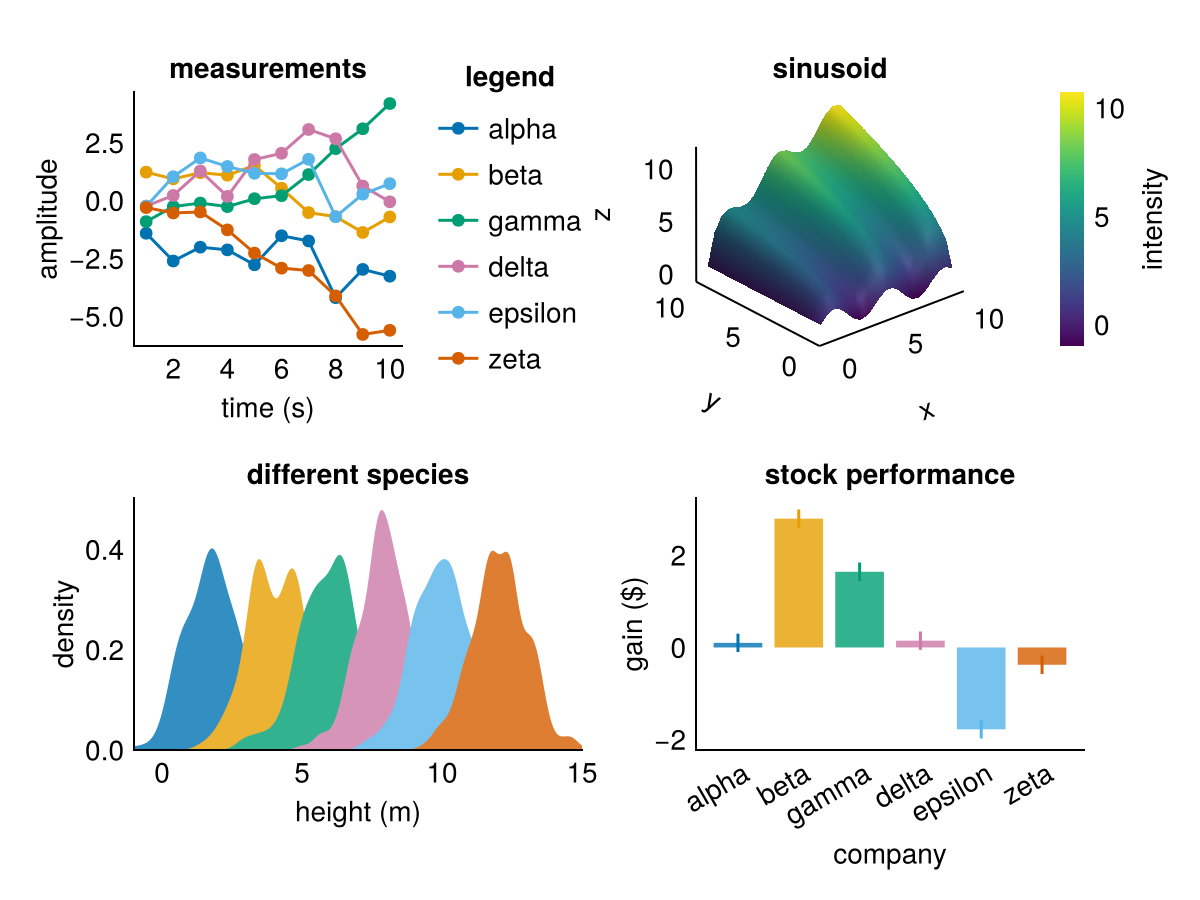 measurements
amplitude
2.5
0.0
−2.5
−5.0
2 4 6 8 10
time (s)
legend
alpha
beta
gamma
delta
epsilon
zeta
sinusoid
z
10
5
0
10
5
0
y
0
5
10
x
10
5
0
intensity
different species
density
0.4
0.2
0.0
0 5 10 15
height (m)
stock performance
gain ($)
2
0
−2
alpha beta gamma delta epsilon zeta
company